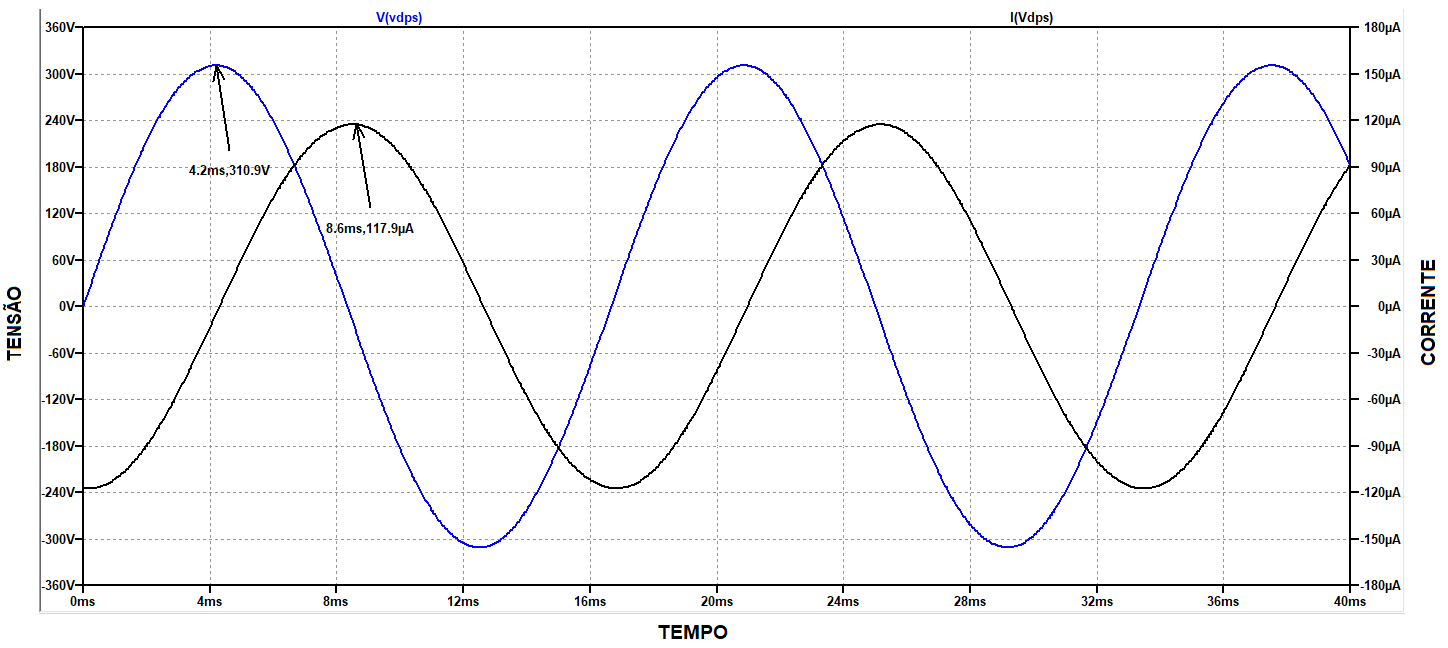 V(vdps)
I(Vdps)
360V
300V
240V
180V
120V
60V
0V
-60V
-120V
-180V
-240V
-300V
-360V
TENSÃO
4.2ms,310.9V
8.6ms,117.9µA
180µA
150µA
120µA
90µA
60µA
30µA
0µA
-30µA
-60µA
-90µA
-120µA
-150µA
-180µA
CORRENTE
0ms 4ms 8ms 12ms 16ms 20ms 24ms 28ms 32ms 36ms 40ms
TEMPO